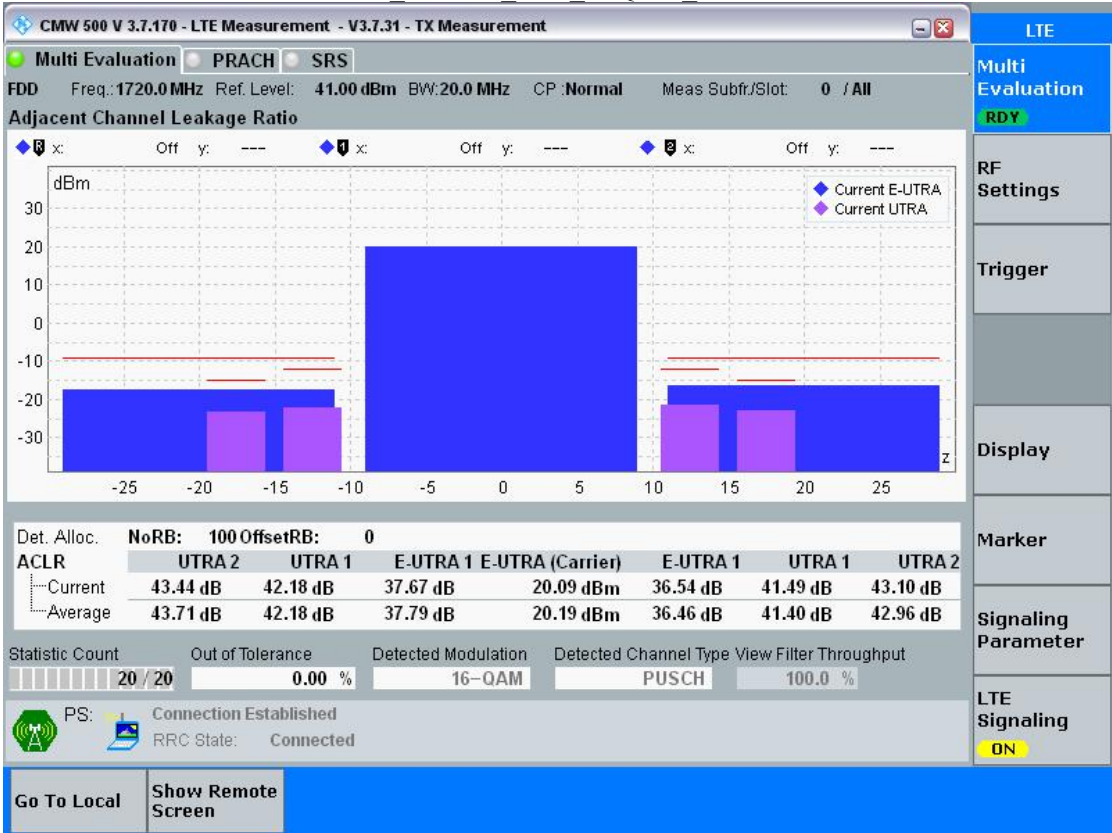 CMW 500 V 3.7.170 - LTE Measurement - V3.7.31 - TX Measurement
LTE
Multi Evaluation PRACH SRS
Multi Evaluation
RDY
FDD Freq.:1720.0 MHz Ref. Level: 41.00 dBm BW:20.0 MHz CP :Normal Meas Subfr./Slot: 0 / All
Adjacent Channel Leakage Ratio
R x: Off y: --- 1 x: Off y: --- 2 x: Off y: ---
dBm
Current E-UTRA
Current UTRA
30
20
10
0
-10
-20
-30
z
-25 -20 -15 -10 -5 0 5 10 15 20 25
RF Settings
Trigger
Display
Marker
Signaling Parameter
LTE Signaling
ON
Det. Alloc. NoRB: 100 OffsetRB: 0
ACLR UTRA 2 UTRA 1 E-UTRA 1 E-UTRA (Carrier) E-UTRA 1 UTRA 1 UTRA 2
Current 43.44 dB 42.18 dB 37.67 dB 20.09 dBm 36.54 dB 41.49 dB 43.10 dB
Average 43.71 dB 42.18 dB 37.79 dB 20.19 dBm 36.46 dB 41.40 dB 42.96 dB
Statistic Count Out of Tolerance Detected Modulation Detected Channel Type View Filter Throughput
20 / 20 0.00 % 16-QAM PUSCH 100.0 %
PS: Connection Established
RRC State: Connected
Go To Local
Show Remote Screen